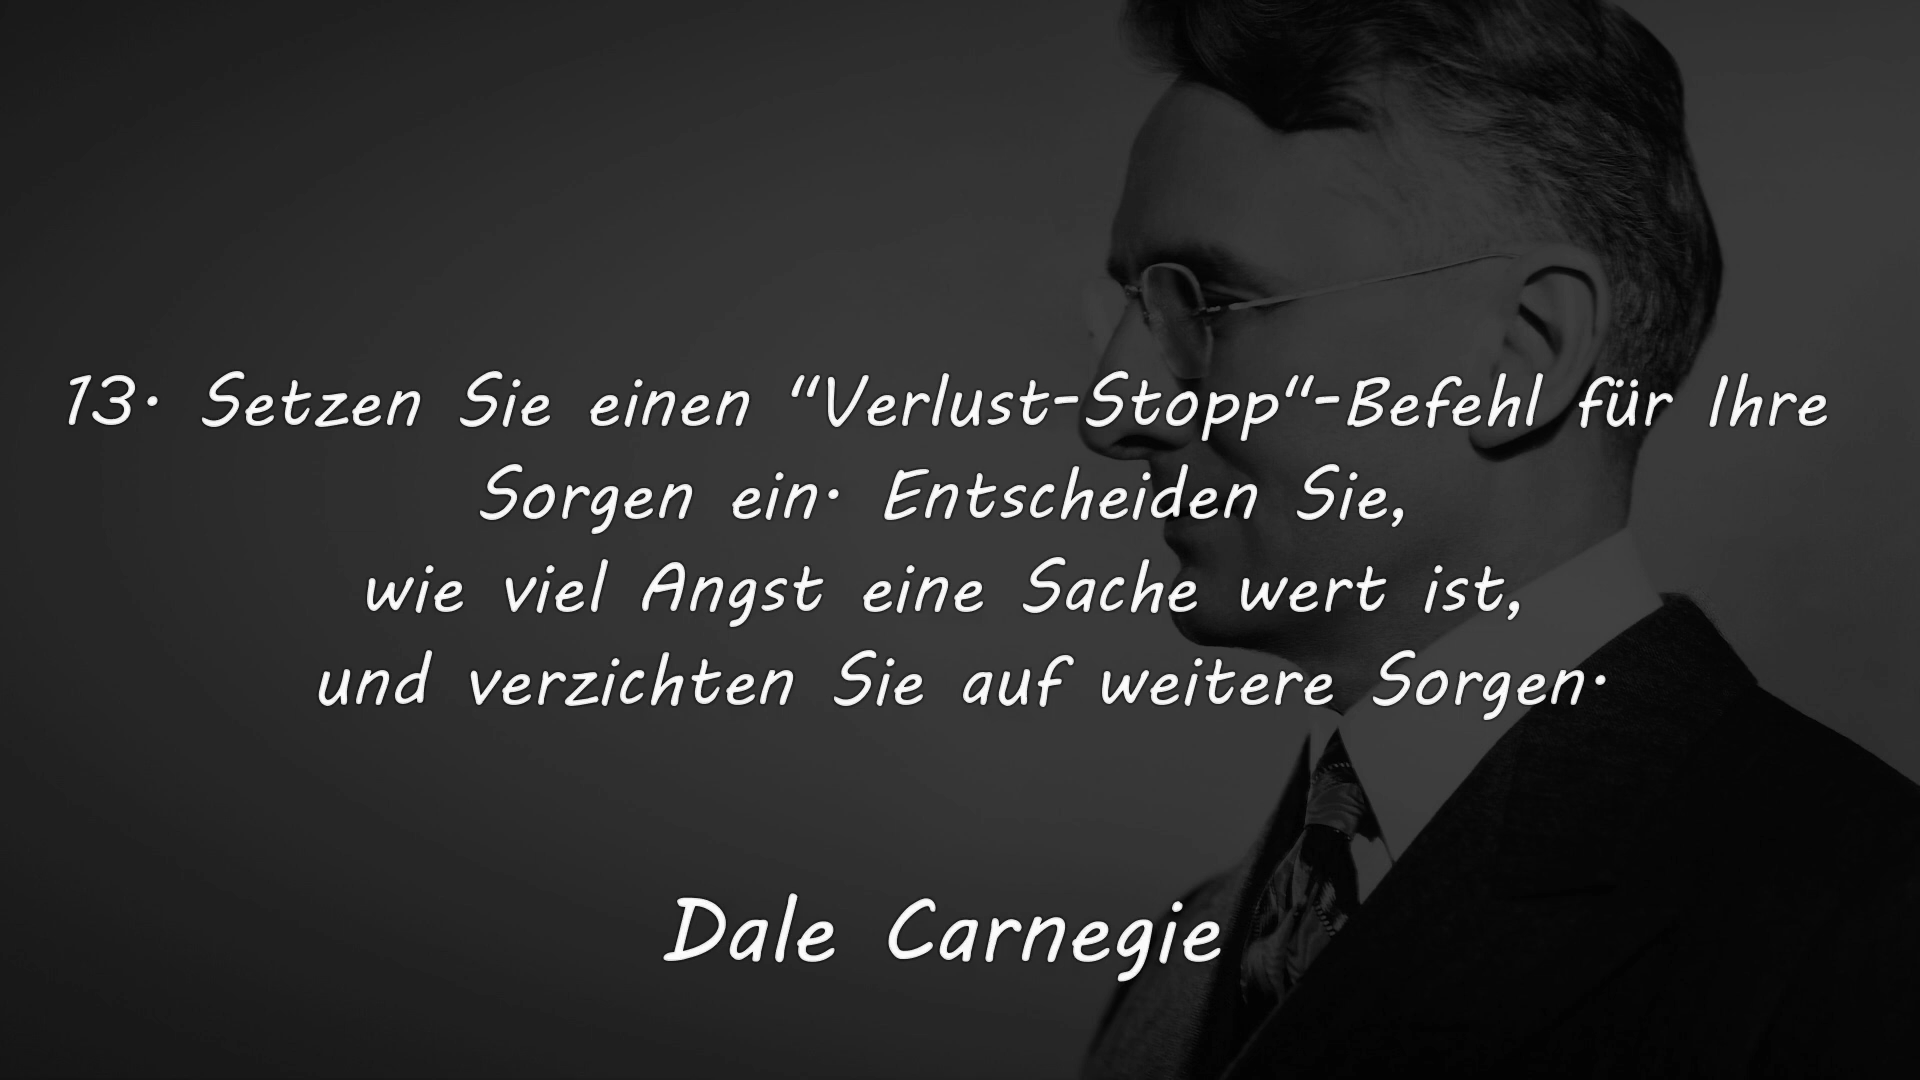 13. Setzen Sie einen “Verlust-Stopp“-Befehl für Ihre
Sorgen ein. Entscheiden Sie,
wie viel Angst eine Sache wert ist,
und verzichten Sie auf weitere Sorgen.
Dale Carnegie